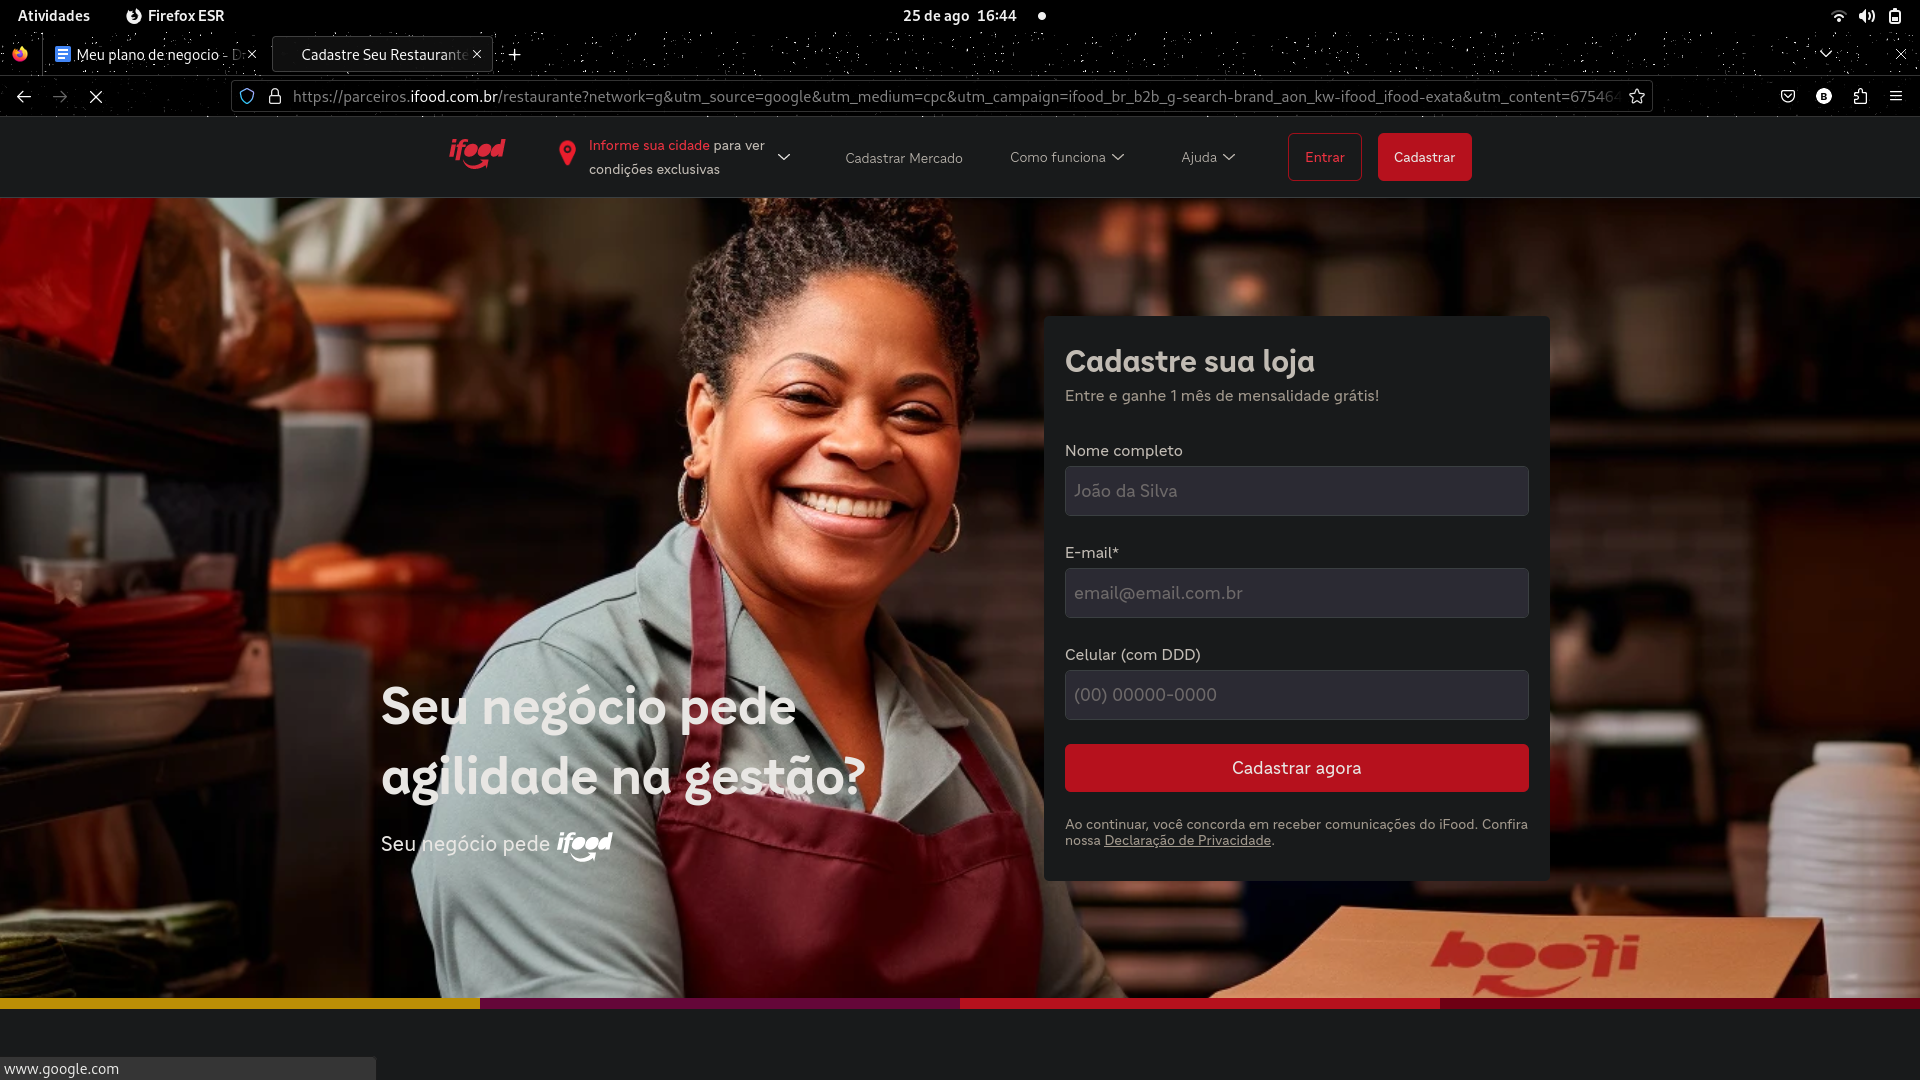 Atividades
Firefox ESR
25 de ago 16:44
Meu plano de negocio - D
Cadastre Seu Restaurante
https://parceiros.ifood.com.br/restaurante?network=g&utm_source=google&utm_medium=cpc&utm_campaign=ifood_br_b2b_g-search-brand_aon_kw-ifood_ifood-exata&utm_content=675464
B
ifood
Informe sua cidade para ver
condições exclusivas
Cadastrar Mercado
Como funciona
Ajuda
Entrar
Cadastrar
Cadastre sua loja
Entre e ganhe 1 mês de mensalidade grátis!
Nome completo
João da Silva
E-mail*
email@email.com.br
Celular (com DDD)
(00) 00000-0000
Cadastrar agora
Ao continuar, você concorda em receber comunicações do iFood. Confira
nossa Declaração de Privacidade.
Seu negócio pede
agilidade na gestão?
Seu negócio pede ifood
ifood
www.google.com